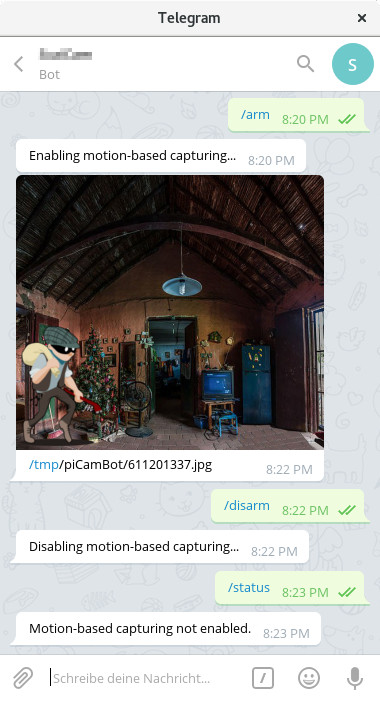 Telegram
Bot
S
/arm 8:20 PM
Enabling motion-based capturing... 8:20 PM
/tmp/piCamBot/611201337.jpg 8:22 PM
/disarm 8:22 PM
Disabling motion-based capturing... 8:22 PM
/status 8:23 PM
Motion-based capturing not enabled. 8:23 PM
Schreibe deine Nachricht...